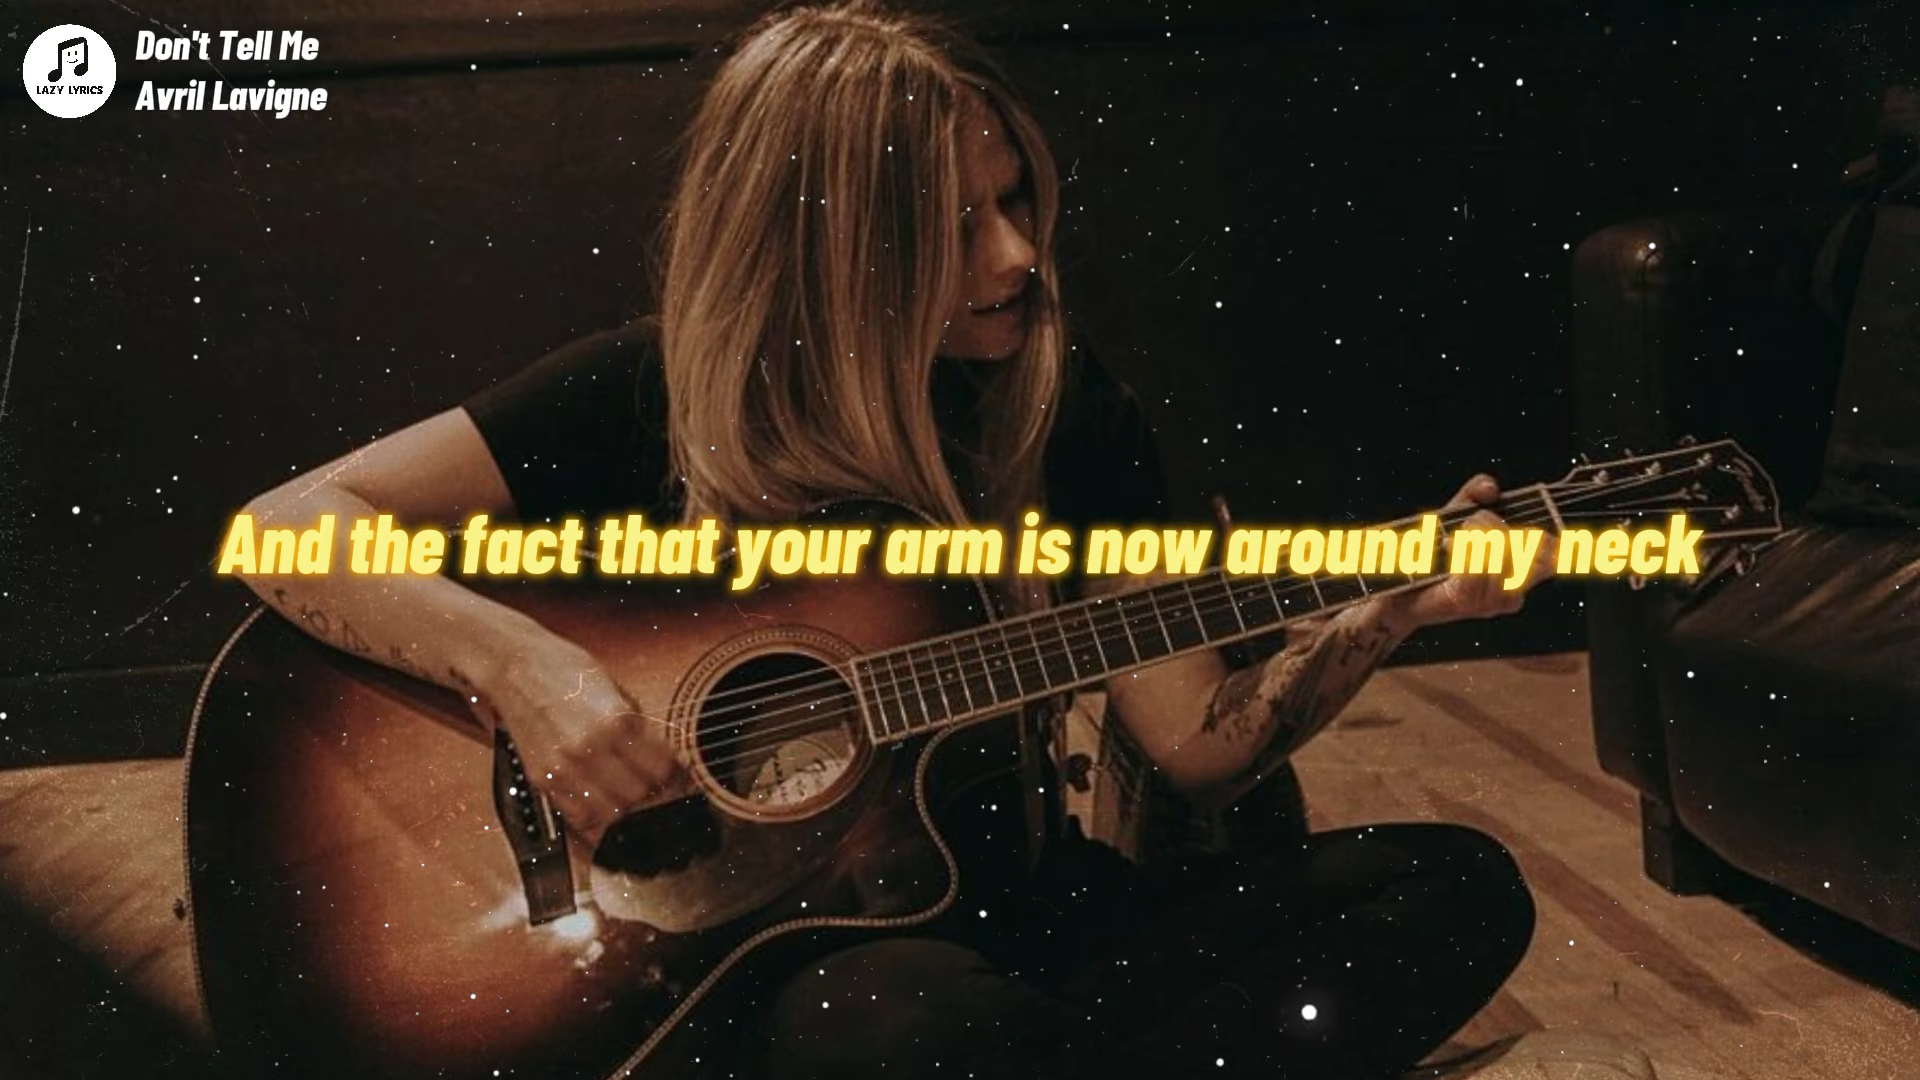 LAZY LYRICS
Don't Tell Me
Avril Lavigne
And the fact that your arm is now around my neck